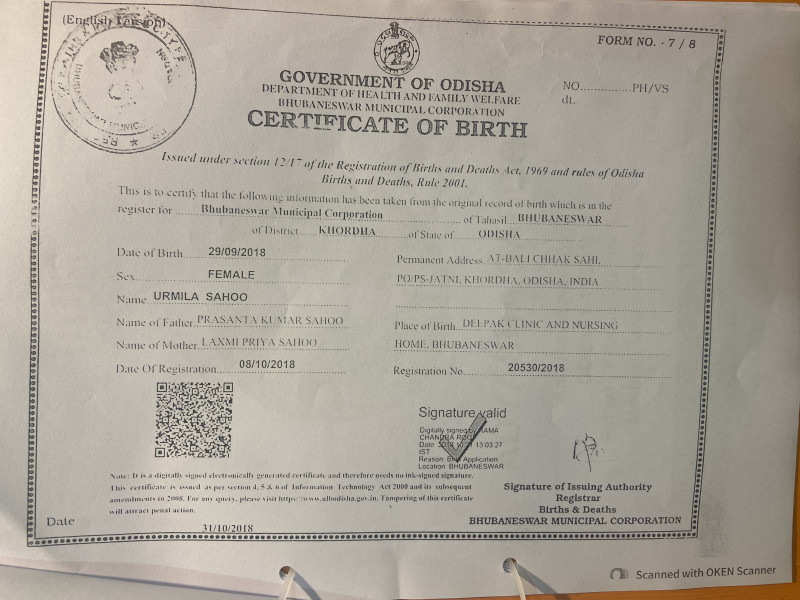 (English Version)
FORM NO. - 7 / 8
GOVERNMENT OF ODISHA
DEPARTMENT OF HEALTH AND FAMILY WELFARE
BHUBANESWAR MUNICIPAL CORPORATION
CERTIFICATE OF BIRTH
NO...............PH/VS
dt.
Issued under section 12/17 of the Registration of Births and Deaths Act, 1969 and rules of Odisha
Births and Deaths, Rule 2001.
This is to certify that the following information has been taken from the original record of birth which is in the
register for Bhubaneswar Municipal Corporation of Tahasil BHUBANESWAR
of District KHORDHA of State of ODISHA
Date of Birth 29/09/2018
Sex FEMALE
Name URMILA SAHOO
Name of Father PRASANTA KUMAR SAHOO
Name of Mother LAXMI PRIYA SAHOO
Date Of Registration 08/10/2018
Permanent Address AT-BALI CHHAK SAHI,
PO/PS-JATNI, KHORDHA, ODISHA, INDIA
Place of Birth DEEPAK CLINIC AND NURSING
HOME, BHUBANESWAR
Registration No. 20530/2018
Signature valid
Digitally signed by RAMA
CHANDRA
Date 13:03:27
IST
Reason: Application
Location: BHUBANESWAR
Note: It is a digitally signed electronically generated certificate and therefore needs no ink-signed signature.
This certificate is issued as per section 4, 5 & 6 of Information Technology Act 2000 and its subsequent
amendments in 2008. For any query, please visit https://www.ulbodisha.gov.in. Tampering of this certificate
will attract penal action.
Signature of Issuing Authority
Registrar
Births & Deaths
BHUBANESWAR MUNICIPAL CORPORATION
Date 31/10/2018
Scanned with OKEN Scanner